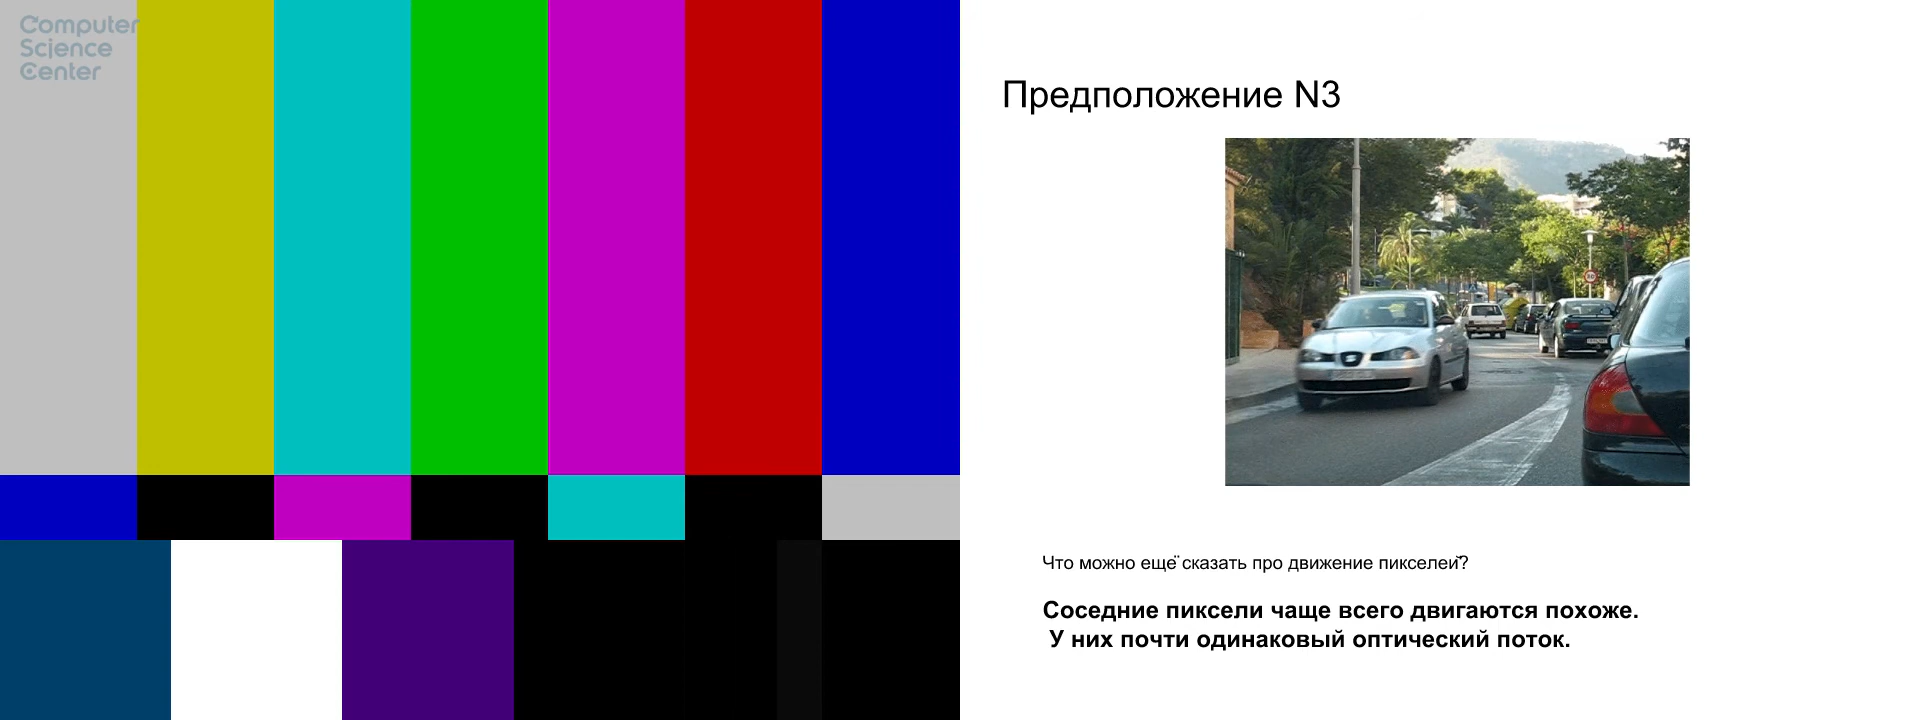 Computer
Science
Center
Предположение N3
Что можно ещё сказать про движение пикселей?
Соседние пиксели чаще всего двигаются похоже.
У них почти одинаковый оптический поток.